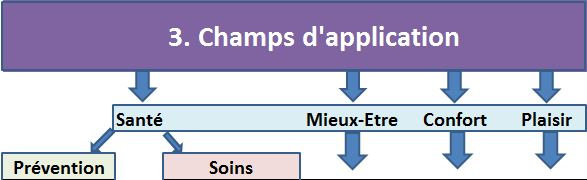 3. Champs d'application
Santé Mieux-Etre Confort Plaisir
Prévention Soins